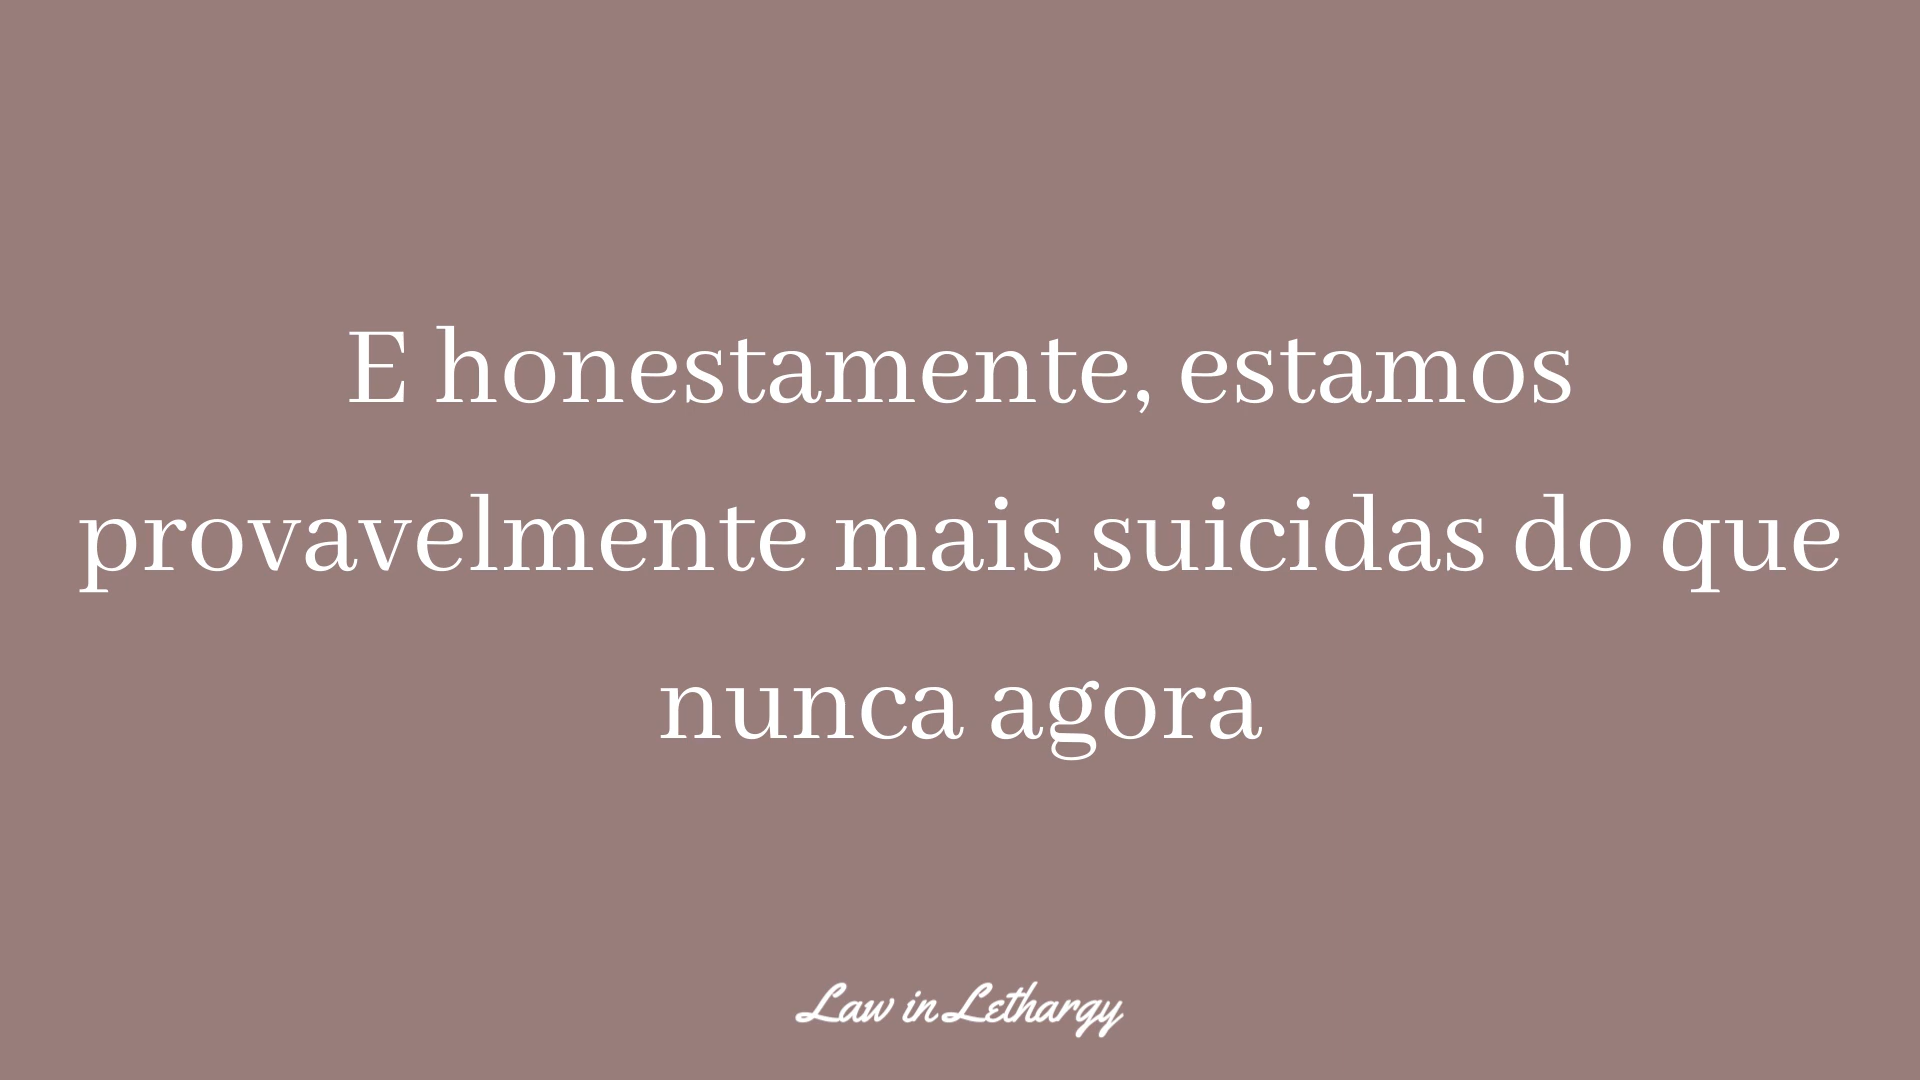 E honestamente, estamos
provavelmente mais suicidas do que
nunca agora
Law in Lethargy